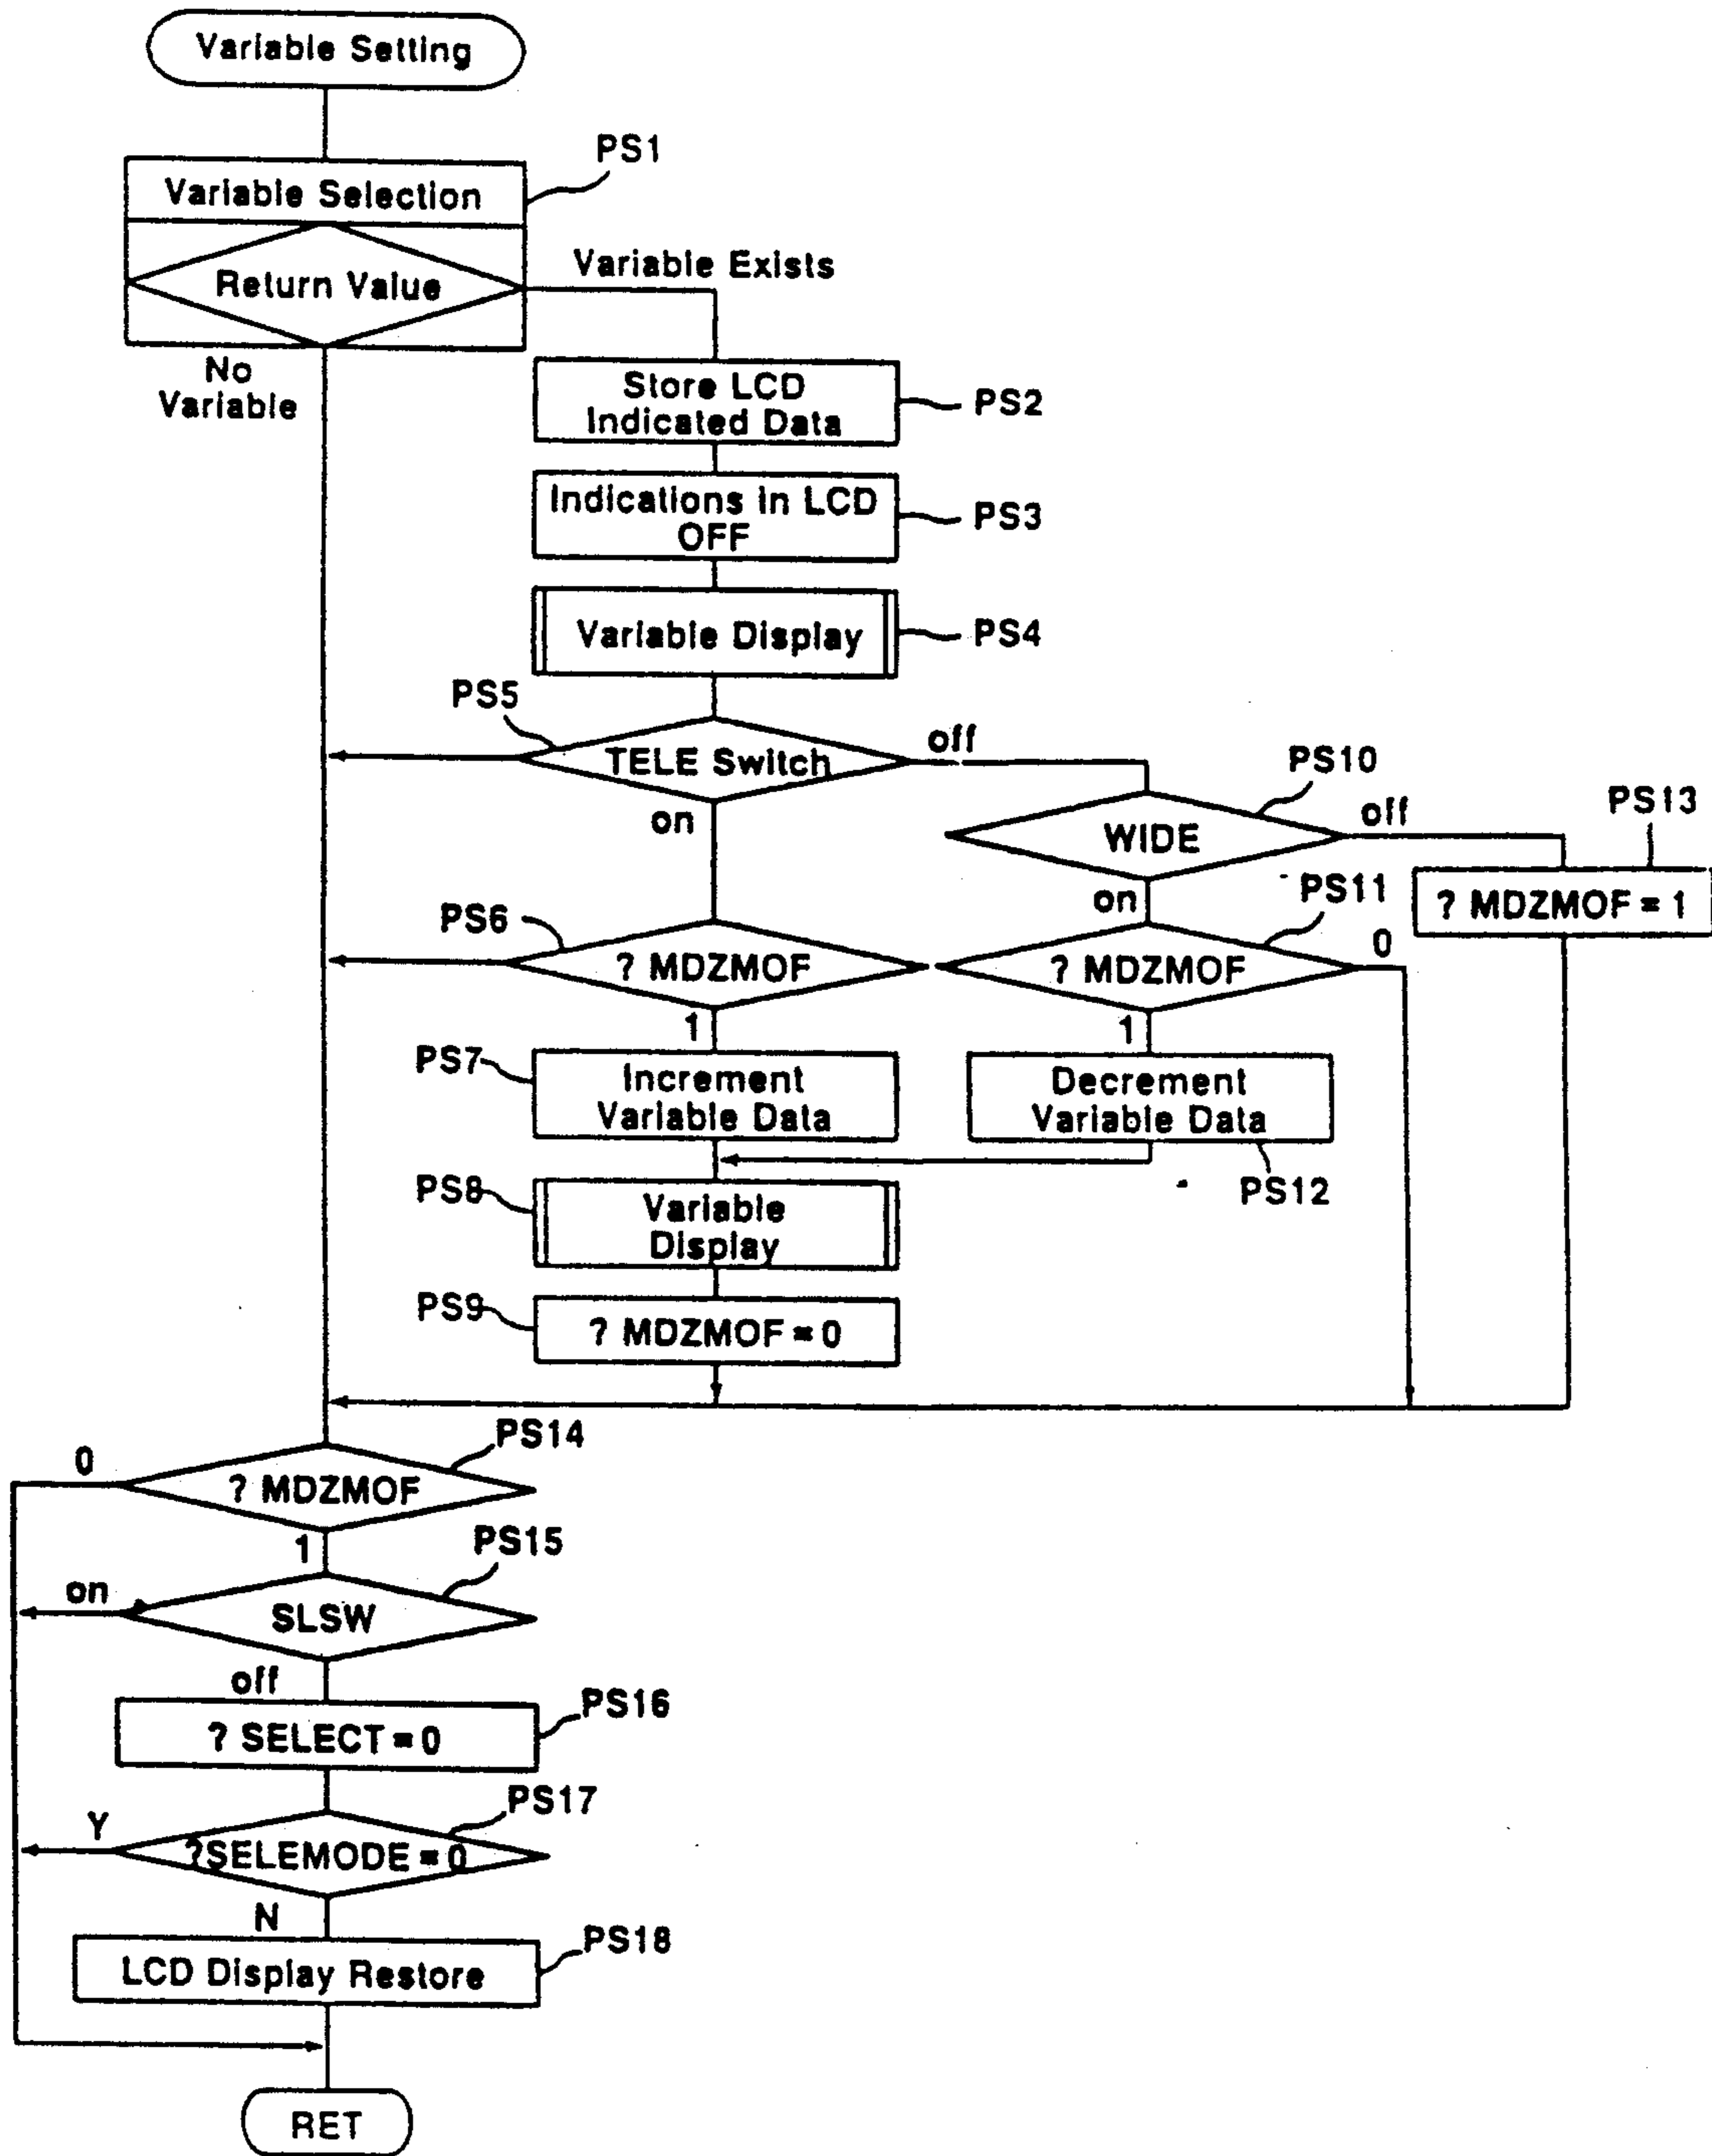 Variable Setting
PS1
Variable Selection
Return Value
Variable Exists
No
Variable
Store LCD
Indicated Data
PS2
Indications in LCD
OFF
PS3
Variable Display
PS4
PS5
TELE Switch
off
on
PS10
WIDE
off
on
PS13
? MDZMOF = 1
PS6
? MDZMOF
1
PS11
? MDZMOF
0
1
PS7
Increment
Variable Data
Decrement
Variable Data
PS12
PS8
Variable
Display
PS9
? MDZMOF = 0
PS14
0
? MDZMOF
1
PS15
on
SLSW
off
? SELECT = 0
PS16
PS17
Y
?SELEMODE = 0
N
LCD Display Restore
PS18
RET